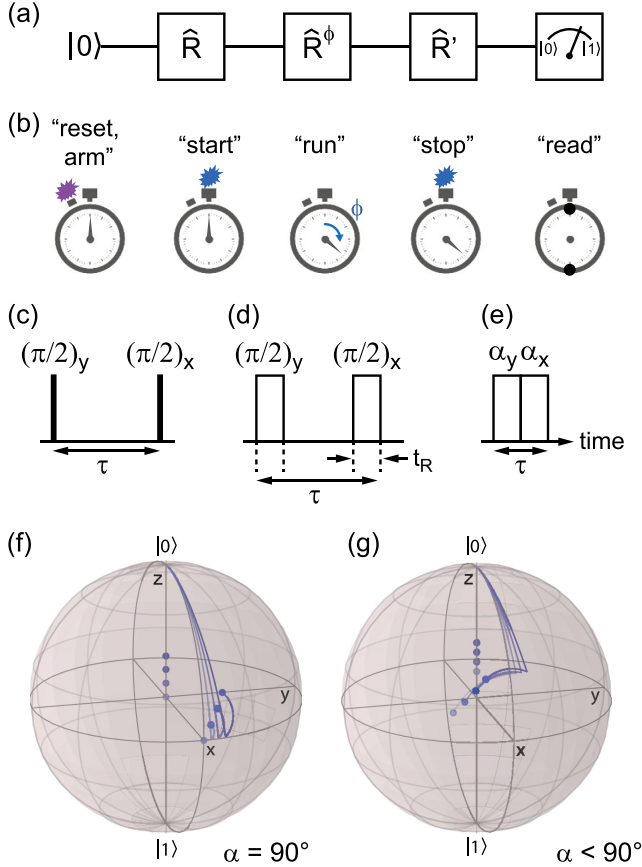 (a)
|0⟩ R̂ R̂^ϕ R̂' |0⟩ |1⟩
(b)
“reset, arm” “start” “run” “stop” “read”
ϕ
(c) (d) (e)
(π/2)y (π/2)x (π/2)y (π/2)x αy αx
time
τ tR τ
τ
(f) (g)
|0⟩ |0⟩
z z
y y
x x
|1⟩ α = 90° |1⟩ α < 90°